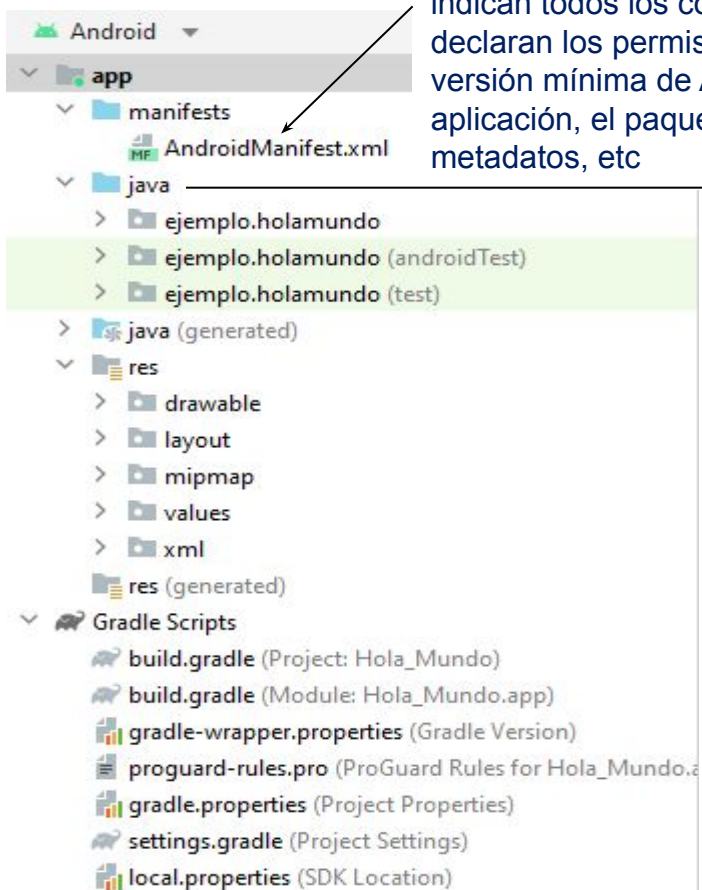 indican todos los
declaran los
versión mínima de
aplicación, el
metadatos, etc
Android
app
manifests
MF AndroidManifest.xml
java
ejemplo.holamundo
ejemplo.holamundo (androidTest)
ejemplo.holamundo (test)
java (generated)
res
drawable
layout
mipmap
values
xml
res (generated)
Gradle Scripts
build.gradle (Project: Hola_Mundo)
build.gradle (Module: Hola_Mundo.app)
gradle-wrapper.properties (Gradle Version)
proguard-rules.pro (ProGuard Rules for Hola_Mundo.
gradle.properties (Project Properties)
settings.gradle (Project Settings)
local.properties (SDK Location)